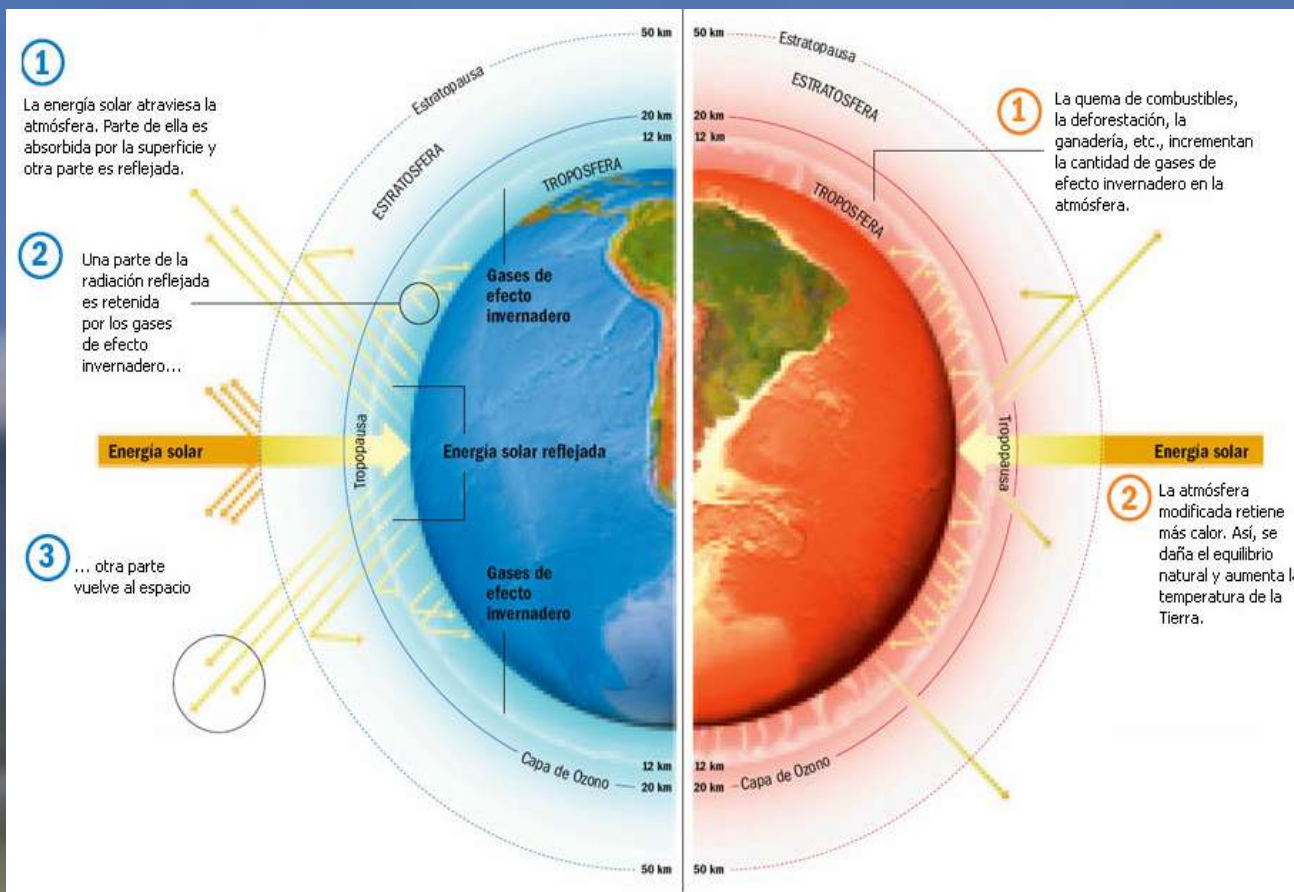 1
La energía solar atraviesa la
atmósfera. Parte de ella es
absorbida por la superficie y
otra parte es reflejada.
2
Una parte de la
radiación reflejada
es retenida
por los gases
de efecto
invernadero...
Energía solar
3
... otra parte
vuelve al espacio
50 km
Estratopausa
20 km
12 km
ESTRATOSFERA
TROPOSFERA
Gases de
efecto
invernadero
Tropopausa
Energía solar reflejada
Gases de
efecto
invernadero
Capa de Ozono
12 km
20 km
50 km
50 km
Estratopausa
ESTRATOSFERA
20 km
12 km
TROPOSFERA
Tropopausa
12 km
20 km
Capa de Ozono
50 km
1
La quema de combustibles,
la deforestación, la
ganadería, etc., incrementan
la cantidad de gases de
efecto invernadero en la
atmósfera.
Energía solar
2
La atmósfera
modificada retiene
más calor. Así, se
daña el equilibrio
natural y aumenta l
temperatura de la
Tierra.